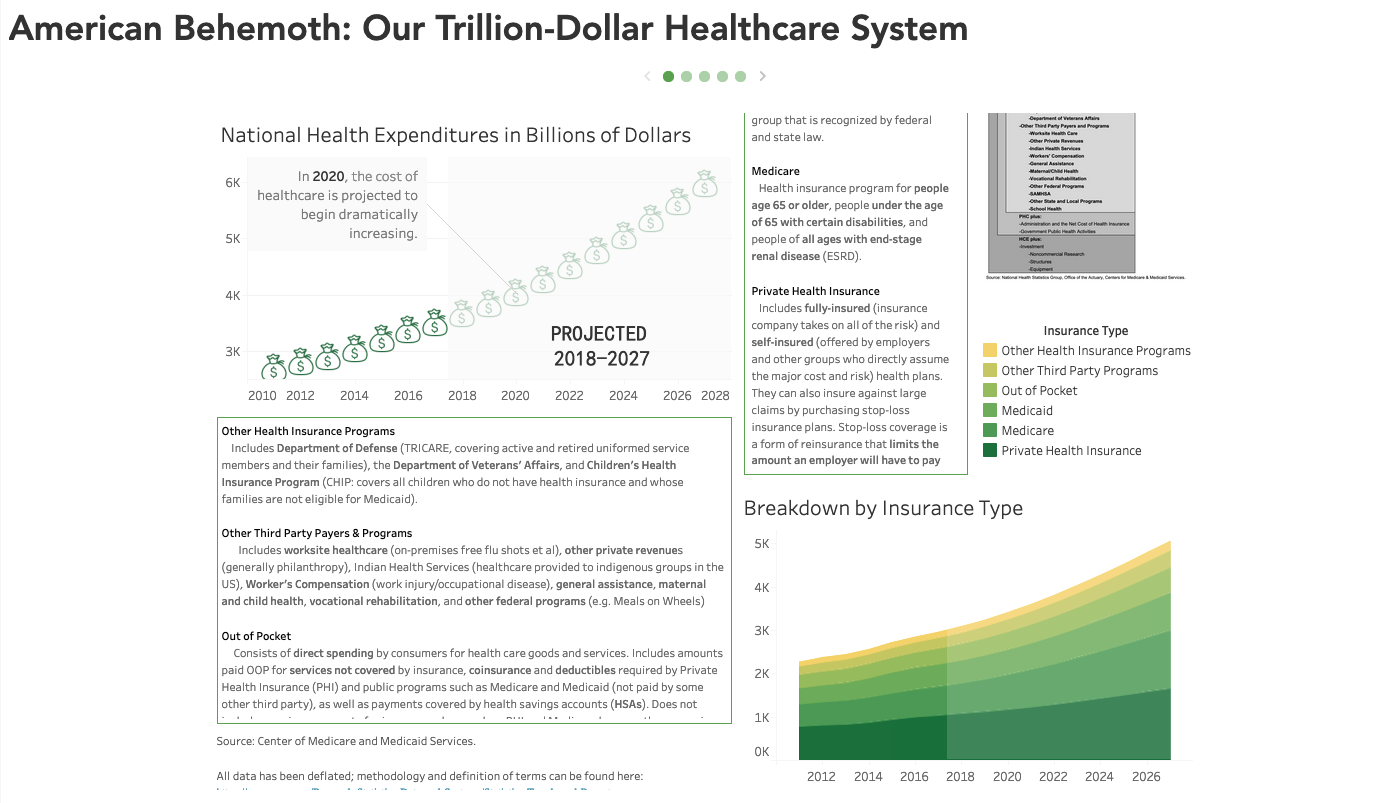 American Behemoth: Our Trillion-Dollar Healthcare System
National Health Expenditures in Billions of Dollars
6K
5K
4K
3K
In 2020, the cost of
healthcare is projected to
begin dramatically
increasing.
PROJECTED
2018–2027
2010 2012 2014 2016 2018 2020 2022 2024 2026 2028
Other Health Insurance Programs
Includes Department of Defense (TRICARE, covering active and retired uniformed service
members and their families), the Department of Veterans' Affairs, and Children's Health
Insurance Program (CHIP: covers all children who do not have health insurance and whose
families are not eligible for Medicaid).
Other Third Party Payers & Programs
Includes worksite healthcare (on-premises free flu shots et al), other private revenues
(generally philanthropy), Indian Health Services (healthcare provided to indigenous groups in the
US), Worker's Compensation (work injury/occupational disease), general assistance, maternal
and child health, vocational rehabilitation, and other federal programs (e.g. Meals on Wheels)
Out of Pocket
Consists of direct spending by consumers for health care goods and services. Includes amounts
paid OOP for services not covered by insurance, coinsurance and deductibles required by Private
Health Insurance (PHI) and public programs such as Medicare and Medicaid (not paid by some
other third party), as well as payments covered by health savings accounts (HSAs). Does not
Source: Center of Medicare and Medicaid Services.
All data has been deflated; methodology and definition of terms can be found here:
group that is recognized by federal
and state law.
Medicare
Health insurance program for people
age 65 or older, people under the age
of 65 with certain disabilities, and
people of all ages with end-stage
renal disease (ESRD).
Private Health Insurance
Includes fully-insured (insurance
company takes on all of the risk) and
self-insured (offered by employers
and other groups who directly assume
the major cost and risk) health plans.
They can also insure against large
claims by purchasing stop-loss
insurance plans. Stop-loss coverage is
a form of reinsurance that limits the
amount an employer will have to pay
-Department of Veterans Affairs
-Other Third Party Payers and Programs
-Worksite Health Care
-Other Private Revenues
-Indian Health Services
-Workers' Compensation
-General Assistance
-Maternal/Child Health
-Vocational Rehabilitation
-Other Federal Programs
-SAMHSA
-Other State and Local Programs
-School Health
PHC plus:
-Administration and the Net Cost of Health Insurance
-Government Public Health Activities
HCE plus:
-Investment
-Noncommercial Research
-Structures
-Equipment
Source: National Health Statistics Group, Office of the Actuary, Centers for Medicare & Medicaid Services.
Insurance Type
Other Health Insurance Programs
Other Third Party Programs
Out of Pocket
Medicaid
Medicare
Private Health Insurance
Breakdown by Insurance Type
5K
4K
3K
2K
1K
0K
2012 2014 2016 2018 2020 2022 2024 2026